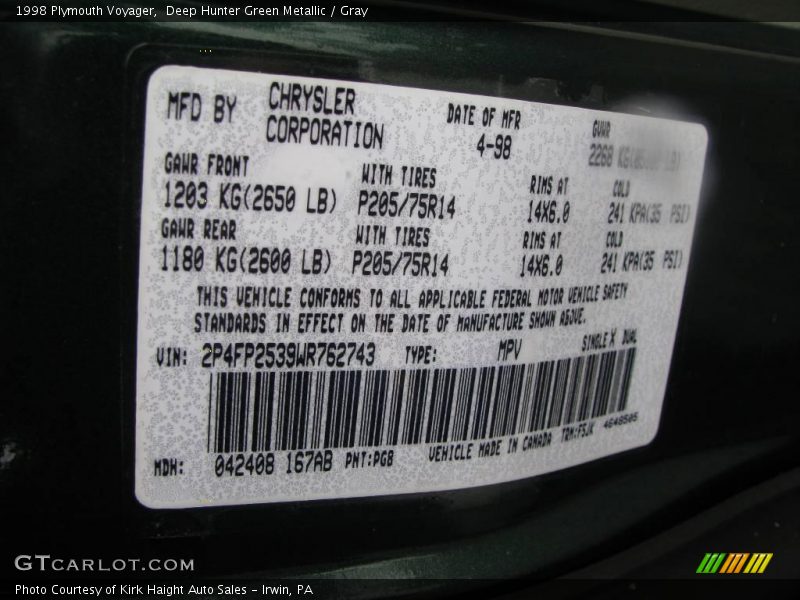 1998 Plymouth Voyager, Deep Hunter Green Metallic / Gray
MFD BY CHRYSLER CORPORATION DATE OF MFR 4-98 GVWR 2268 KG
GAWR FRONT WITH TIRES RIMS AT COLD
1203 KG(2650 LB) P205/75R14 14X6.0 241 KPA(35 PSI)
GAWR REAR WITH TIRES RIMS AT COLD
1180 KG(2600 LB) P205/75R14 14X6.0 241 KPA(35 PSI)
THIS VEHICLE CONFORMS TO ALL APPLICABLE FEDERAL MOTOR VEHICLE SAFETY
STANDARDS IN EFFECT ON THE DATE OF MANUFACTURE SHOWN ABOVE.
VIN: 2P4FP2539WR762743 TYPE: MPV SINGLE X DUAL
MDH: 042408 167AB PNT:PG8 VEHICLE MADE IN CANADA TRM:F5JK 4648505
GTcarlot.com
Photo Courtesy of Kirk Haight Auto Sales - Irwin, PA